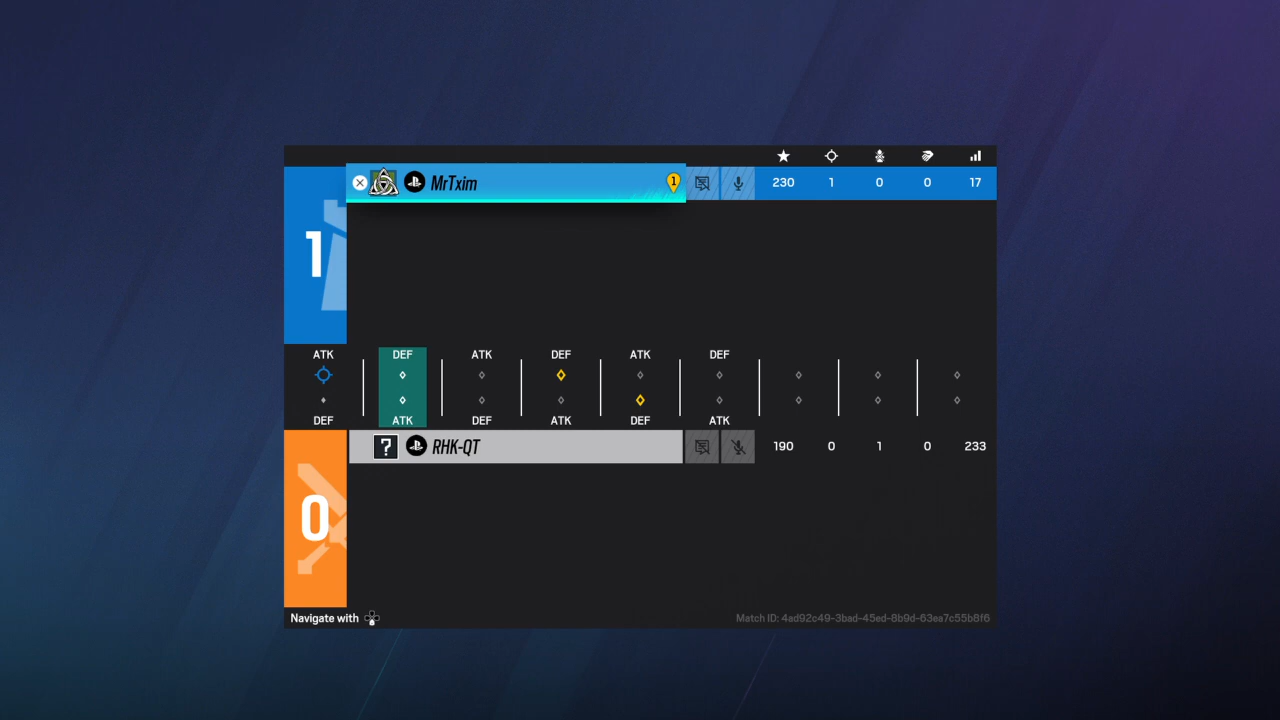 MrTxim 1 230 1 0 0 17
1
ATK DEF ATK DEF ATK DEF
DEF ATK DEF ATK DEF ATK
? RHK-QT 190 0 1 0 233
0
Navigate with
Match ID: 4ad92c49-3bad-45ed-8b9d-63ea7c55b8f6